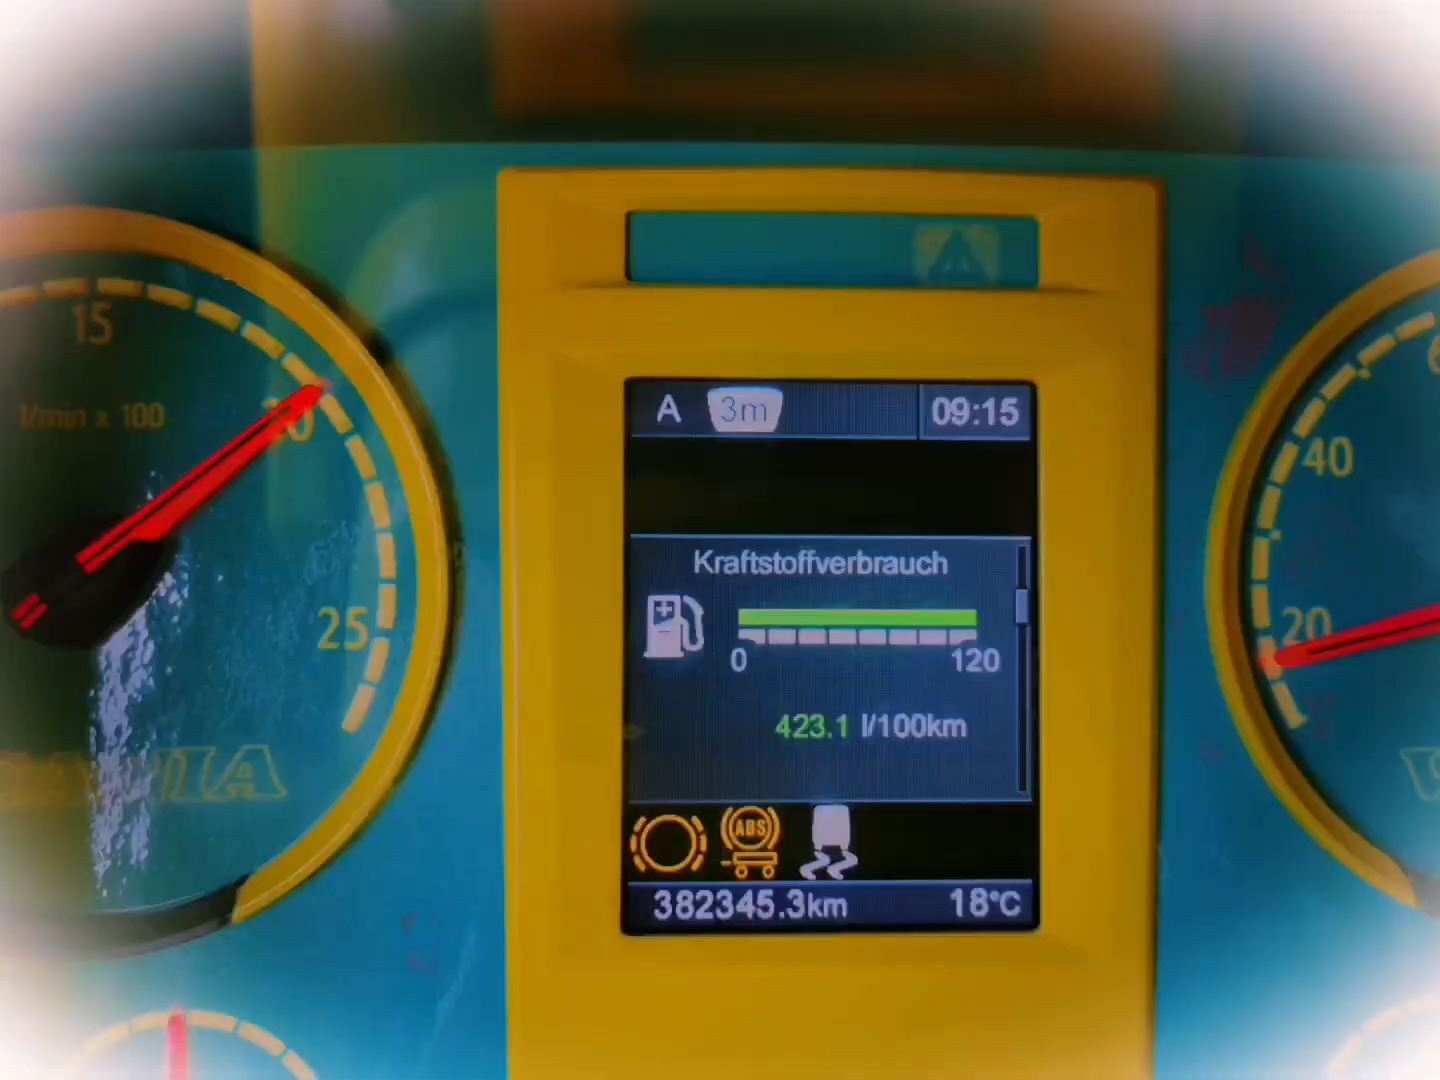 15
1/min x 100
20
25
A 3m 09:15
Kraftstoffverbrauch
0 120
423.1 l/100km
ABS
382345.3km 18°C
40
20